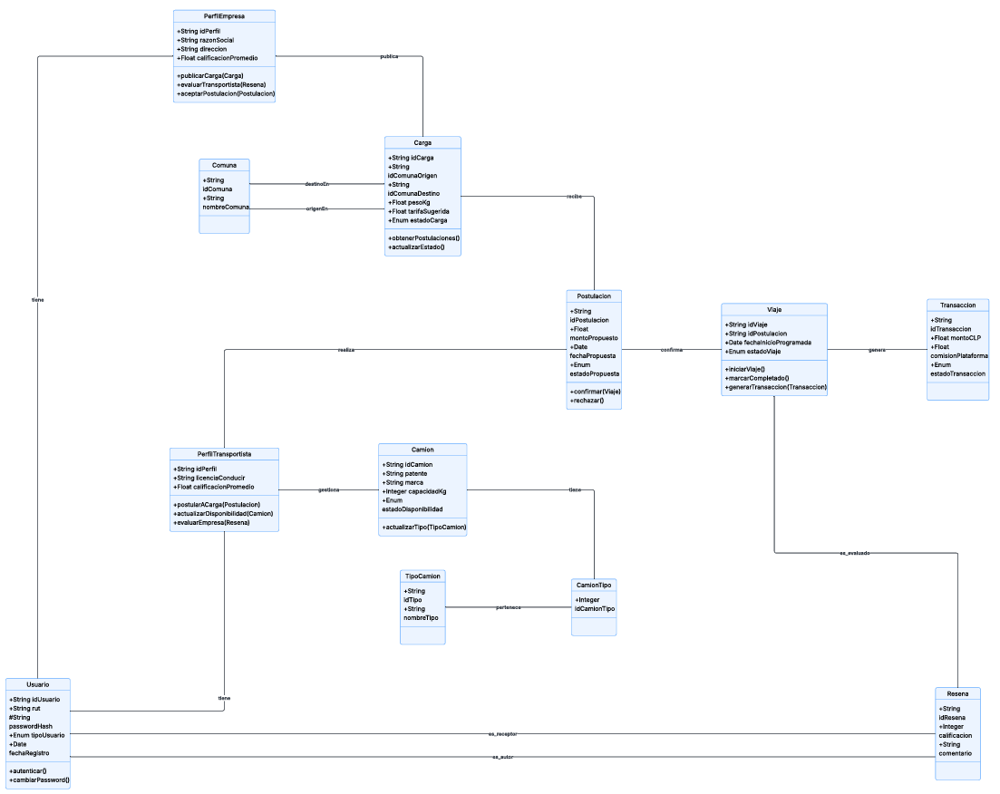 PerfilEmpresa
+String idPerfil
+String razonSocial
+String direccion
+Float calificacionPromedio
+publicarCarga(Carga)
+evaluarTransportista(Resena)
+aceptarPostulacion(Postulacion)
publica
Carga
+String idCarga
+String
idComunaOrigen
+String
idComunaDestino
+Float pesoKg
+Float tarifaSugerida
+Enum estadoCarga
+obtenerPostulaciones()
+actualizarEstado()
Comuna
+String
idComuna
+String
nombreComuna
destinoEn
origenEn
recibe
tiene
Postulacion
+String
idPostulacion
+Float
montoPropuesto
+Date
fechaPropuesta
+Enum
estadoPropuesta
+confirmar(Viaje)
+rechazar()
Viaje
+String idViaje
+String idPostulacion
+Date fechaInicioProgramada
+Enum estadoViaje
+iniciarViaje()
+marcarCompletado()
+generarTransaccion(Transaccion)
Transaccion
+String
idTransaccion
+Float montoCLP
+Float
comisionPlataforma
+Enum
estadoTransaccion
realiza
confirma
genera
PerfilTransportista
+String idPerfil
+String licenciaConducir
+Float calificacionPromedio
+postularACarga(Postulacion)
+actualizarDisponibilidad(Camion)
+evaluarEmpresa(Resena)
gestiona
Camion
+String idCamion
+String patente
+String marca
+Integer capacidadKg
+Enum
estadoDisponibilidad
+actualizarTipo(TipoCamion)
tiene
es_evaluado
TipoCamion
+String
idTipo
+String
nombreTipo
pertenece
CamionTipo
+Integer
idCamionTipo
Usuario
+String idUsuario
+String rut
#String
passwordHash
+Enum tipoUsuario
+Date
fechaRegistro
+autenticar()
+cambiarPassword()
tiene
es_receptor
es_autor
Resena
+String
idResena
+Integer
calificacion
+String
comentario